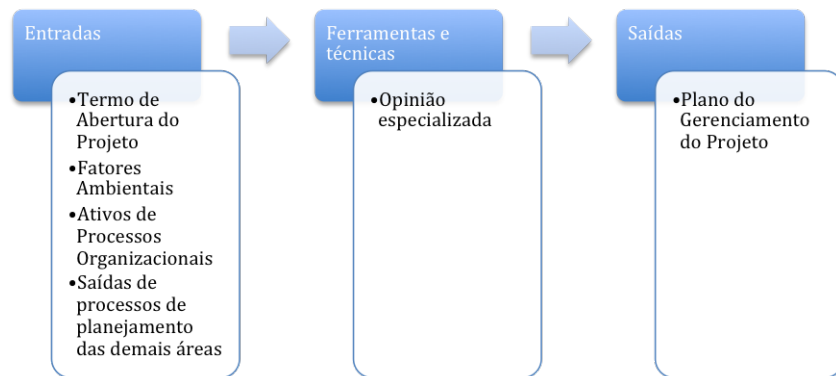 Entradas
•Termo de
Abertura do
Projeto
•Fatores
Ambientais
•Ativos de
Processos
Organizacionais
•Saídas de
processos de
planejamento
das demais áreas
Ferramentas e
técnicas
•Opinião
especializada
Saídas
•Plano do
Gerenciamento
do Projeto